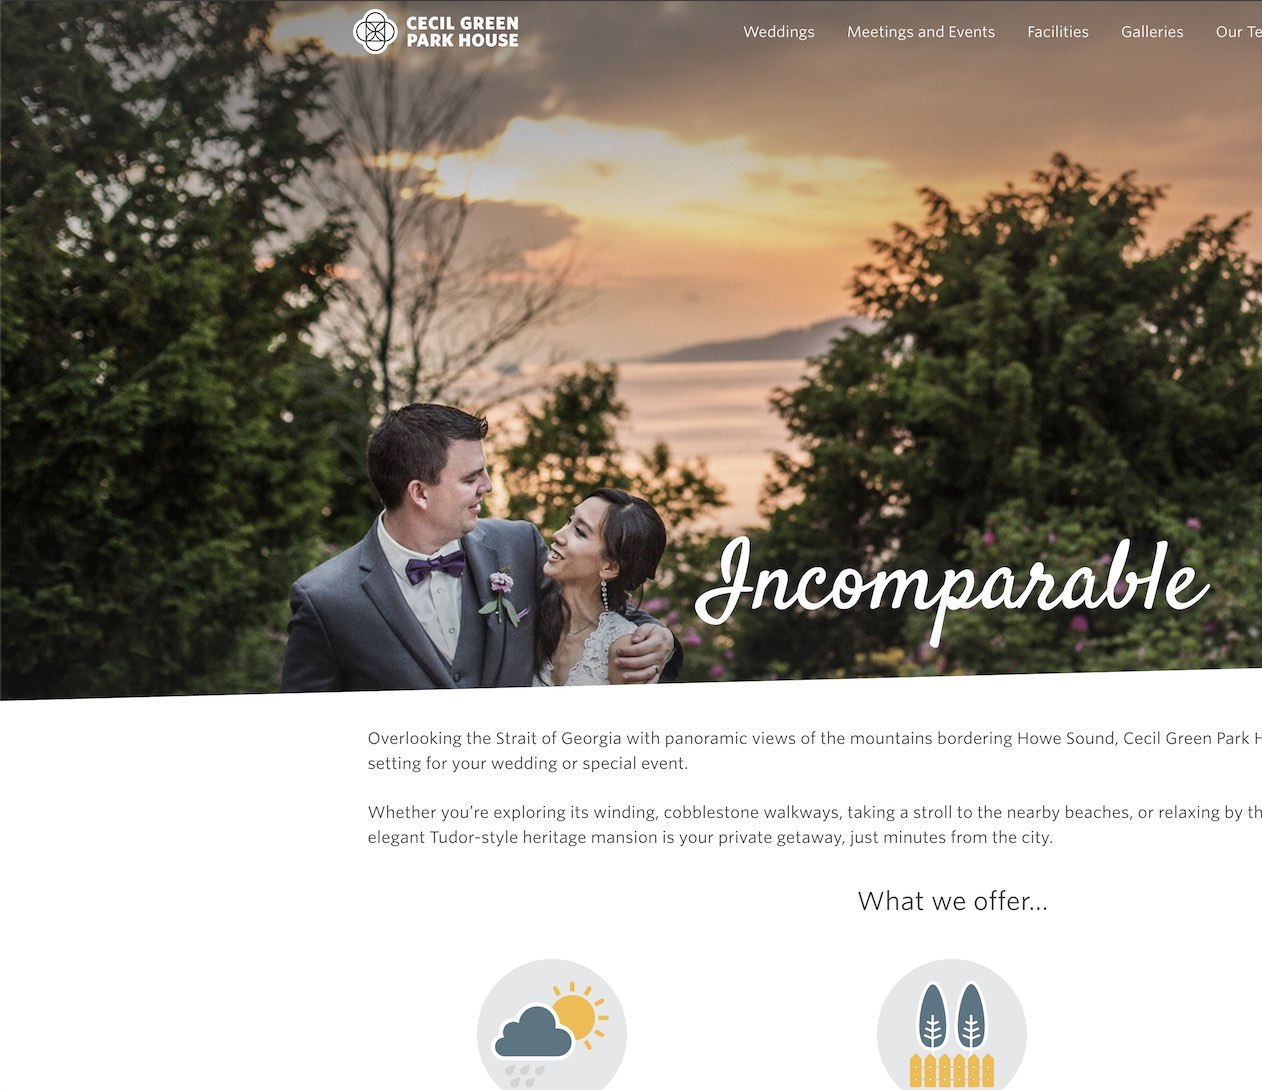 CECIL GREEN
PARK HOUSE
Weddings Meetings and Events Facilities Galleries Our
Incomparable
Overlooking the Strait of Georgia with panoramic views of the mountains bordering Howe Sound, Cecil Green Park
setting for your wedding or special event.
Whether you’re exploring its winding, cobblestone walkways, taking a stroll to the nearby beaches, or relaxing by
elegant Tudor-style heritage mansion is your private getaway, just minutes from the city.
What we offer...